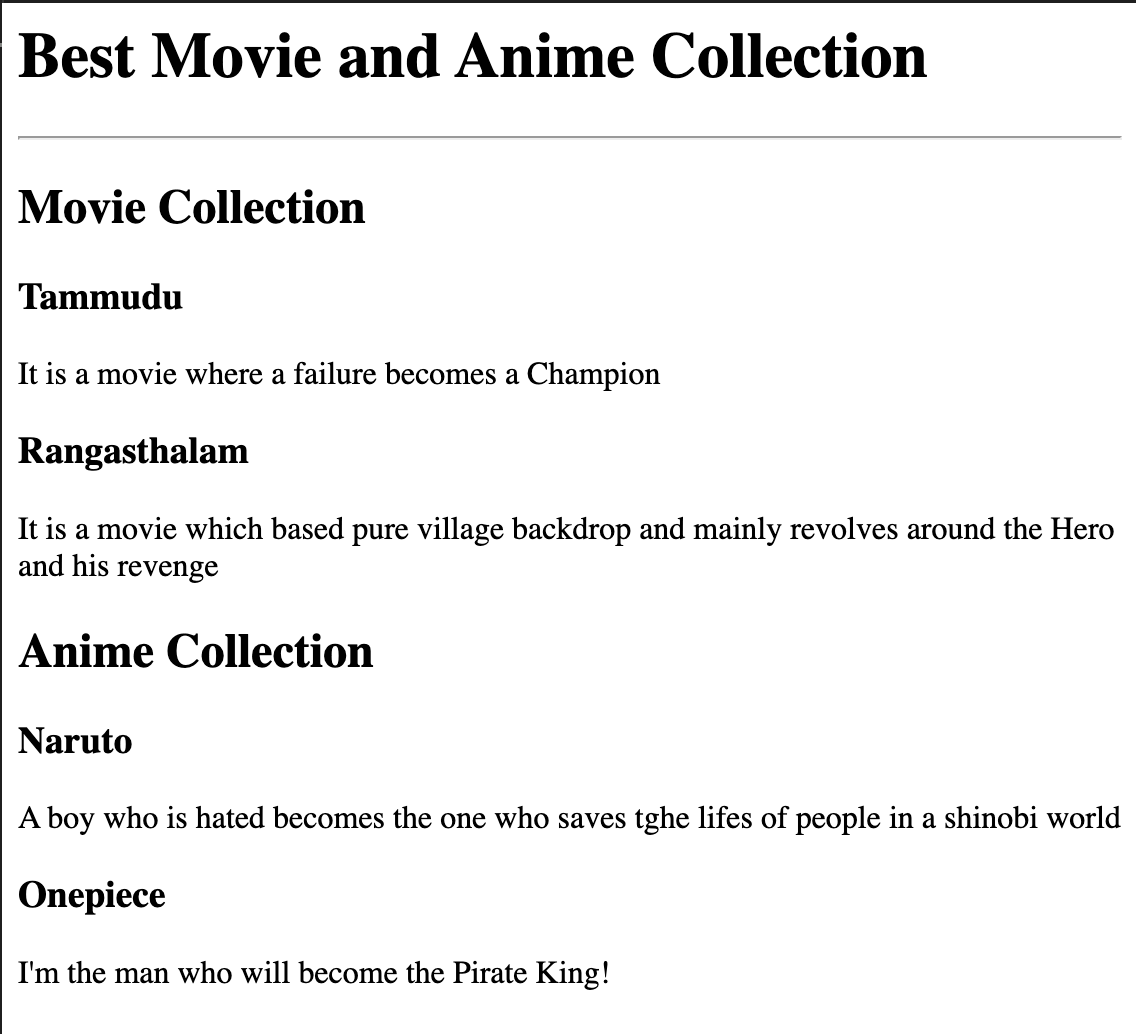 Best Movie and Anime Collection
Movie Collection
Tammudu
It is a movie where a failure becomes a Champion
Rangasthalam
It is a movie which based pure village backdrop and mainly revolves around the Hero
and his revenge
Anime Collection
Naruto
A boy who is hated becomes the one who saves tghe lifes of people in a shinobi world
Onepiece
I'm the man who will become the Pirate King!